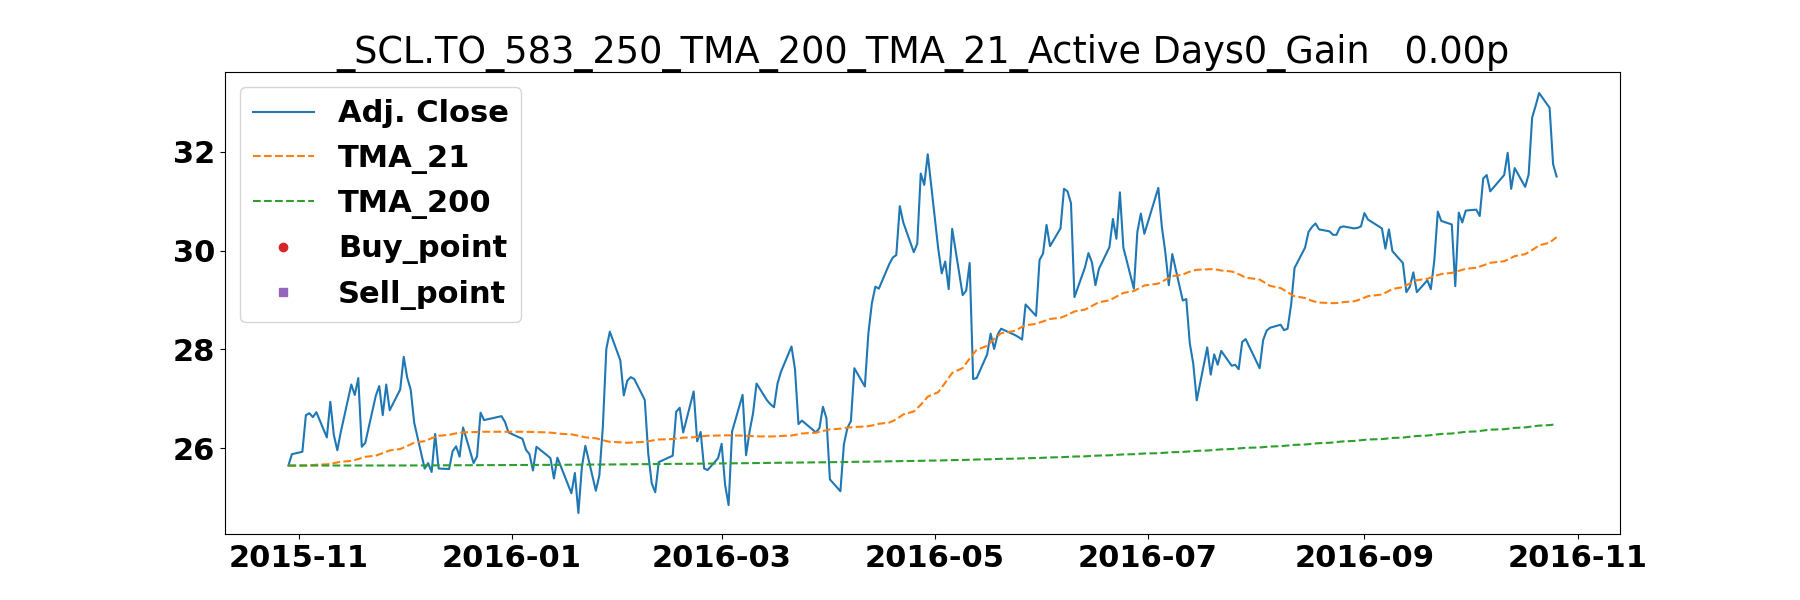 _SCL.TO_583_250_TMA_200_TMA_21_Active Days0_Gain   0.00p
Adj. Close
TMA_21
TMA_200
Buy_point
Sell_point
32
30
28
26
2015-11 2016-01 2016-03 2016-05 2016-07 2016-09 2016-11